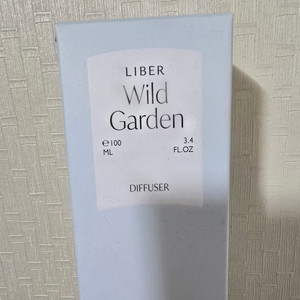 LIBER
Wild
Garden
℮100 ML
3.4 FL.OZ
DIFFUSER